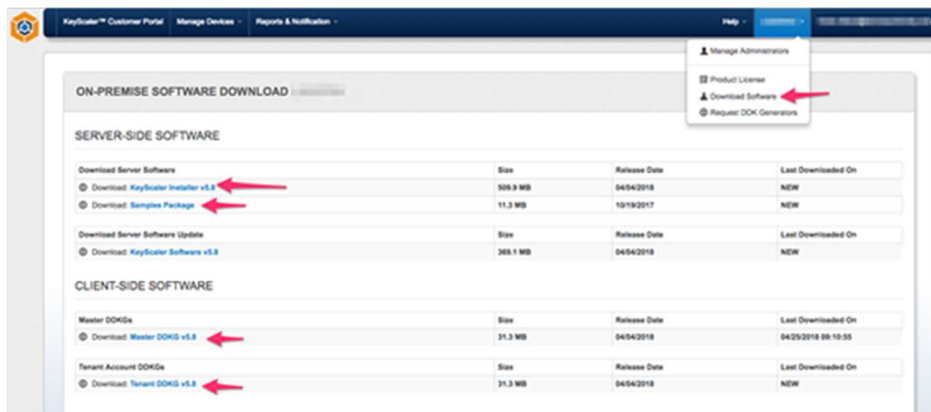 KeyScaler™ Customer Portal Manage Devices Reports & Notification Help
Manage Administrators
Product License
Download Software
Request DDK Generators
ON-PREMISE SOFTWARE DOWNLOAD
SERVER-SIDE SOFTWARE
Download Server Software Size Release Date Last Downloaded On
Download: KeyScaler Installer v5.8 509.9 MB 04/04/2018 NEW
Download: Samples Package 11.3 MB 10/19/2017 NEW
Download Server Software Update Size Release Date Last Downloaded On
Download: KeyScaler Software v5.8 369.1 MB 04/04/2018 NEW
CLIENT-SIDE SOFTWARE
Master DDKGs Size Release Date Last Downloaded On
Download: Master DDKG v5.8 31.3 MB 04/04/2018 04/25/2018 09:10:55
Tenant Account DDKGs Size Release Date Last Downloaded On
Download: Tenant DDKG v5.8 31.3 MB 04/04/2018 NEW